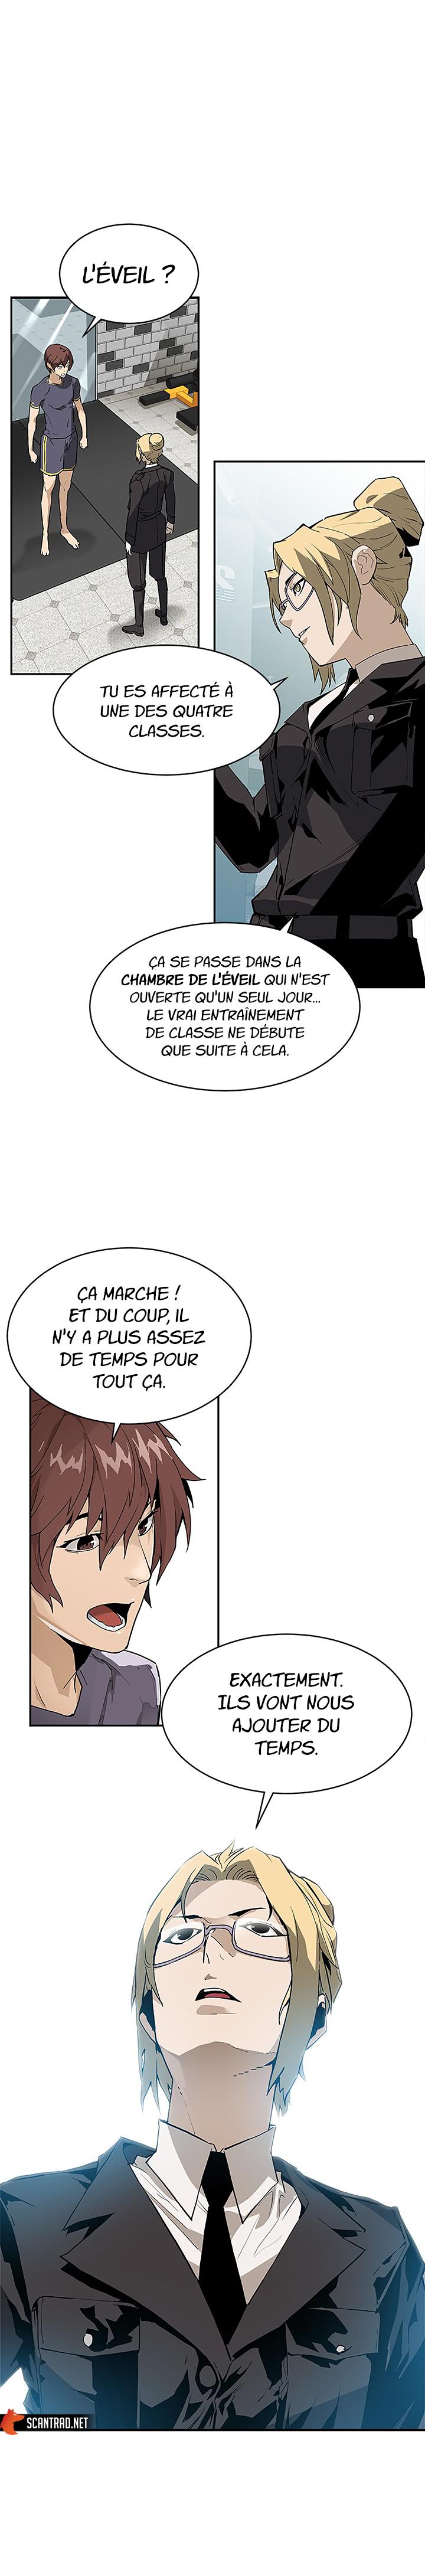 L'ÉVEIL ?
TU ES AFFECTÉ À
UNE DES QUATRE
CLASSES.
ÇA SE PASSE DANS LA
CHAMBRE DE L'ÉVEIL QUI N'EST
OUVERTE QU'UN SEUL JOUR...
LE VRAI ENTRAÎNEMENT
DE CLASSE NE DÉBUTE
QUE SUITE À CELA.
ÇA MARCHE !
ET DU COUP, IL
N'Y A PLUS ASSEZ
DE TEMPS POUR
TOUT ÇA.
EXACTEMENT.
ILS VONT NOUS
AJOUTER DU
TEMPS.
SCANTRAD.NET